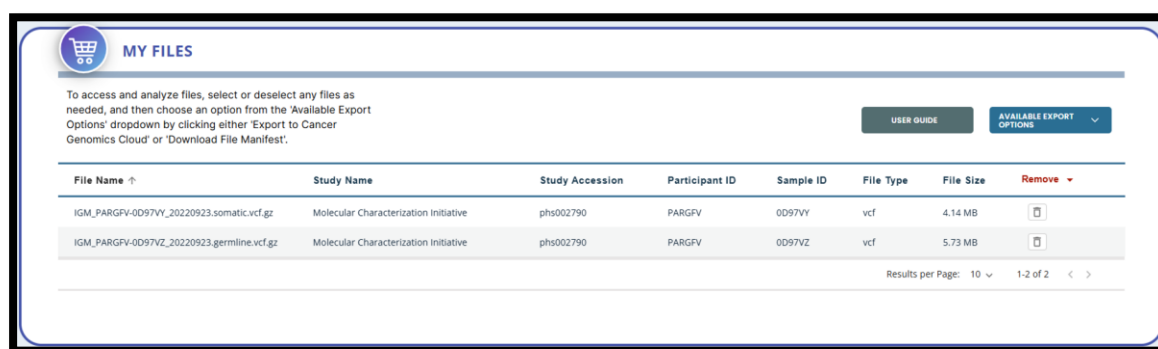 MY FILES
To access and analyze files, select or deselect any files as
needed, and then choose an option from the 'Available Export
Options' dropdown by clicking either 'Export to Cancer
Genomics Cloud' or 'Download File Manifest'.
USER GUIDE
AVAILABLE EXPORT
OPTIONS
File Name ↑ Study Name Study Accession Participant ID Sample ID File Type File Size Remove
IGM_PARGFV-0D97VY_20220923.somatic.vcf.gz Molecular Characterization Initiative phs002790 PARGFV 0D97VY vcf 4.14 MB
IGM_PARGFV-0D97VZ_20220923.germline.vcf.gz Molecular Characterization Initiative phs002790 PARGFV 0D97VZ vcf 5.73 MB
Results per Page: 10 1-2 of 2 < >